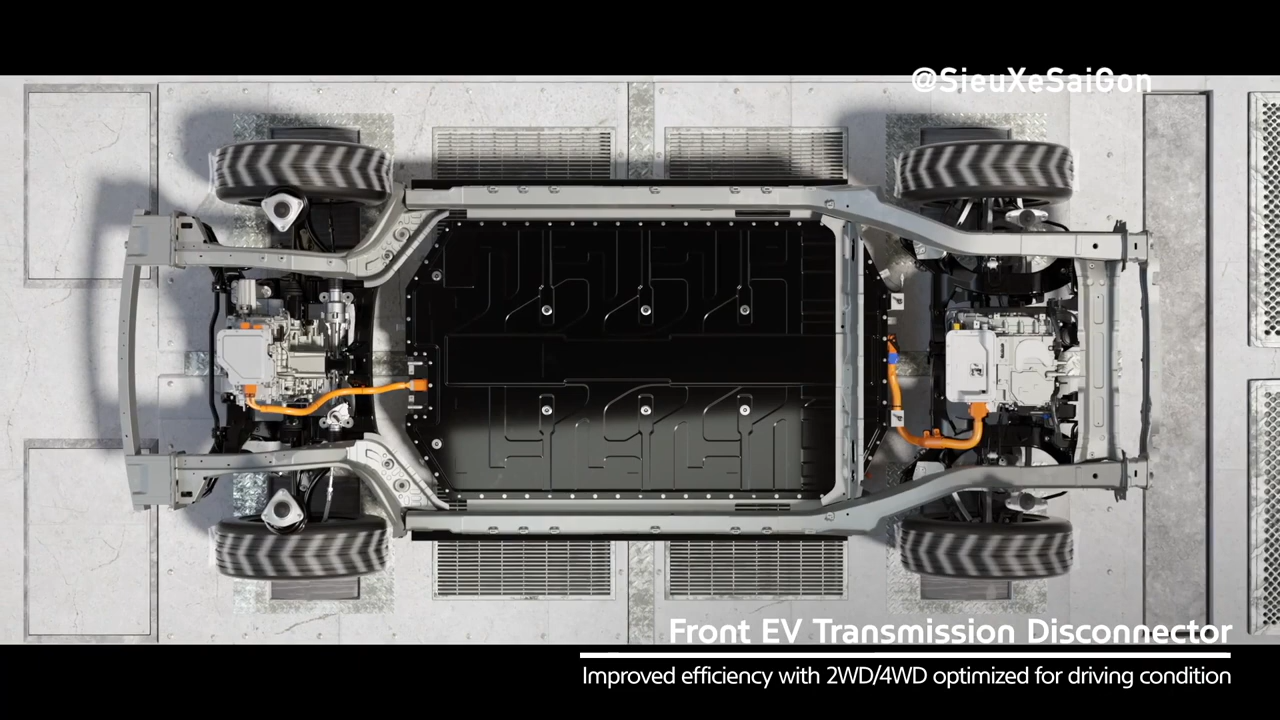 @SieuXeSaiGon
Front EV Transmission Disconnector
Improved efficiency with 2WD/4WD optimized for driving condition